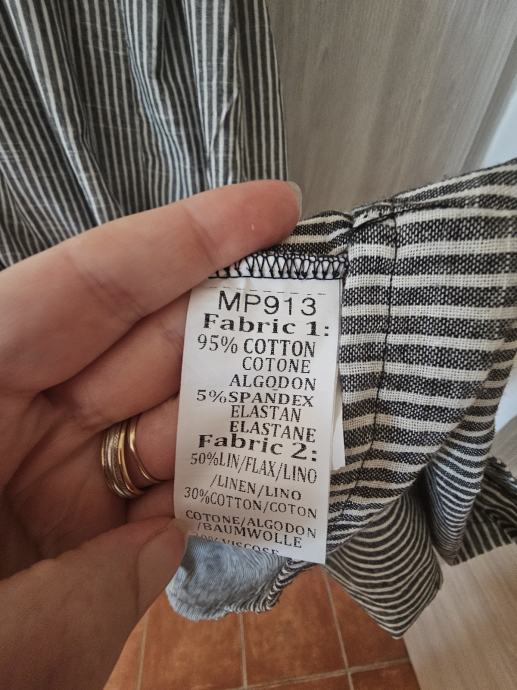 MP913
Fabric 1:
95% COTTON
COTONE
ALGODON
5%SPANDEX
ELASTAN
ELASTANE
Fabric 2:
50%LIN/FLAX/LINO
/LINEN/LINO
30%COTTON/COTON
COTONE/ALGODON
/BAUMWOLLE
VISCOSE